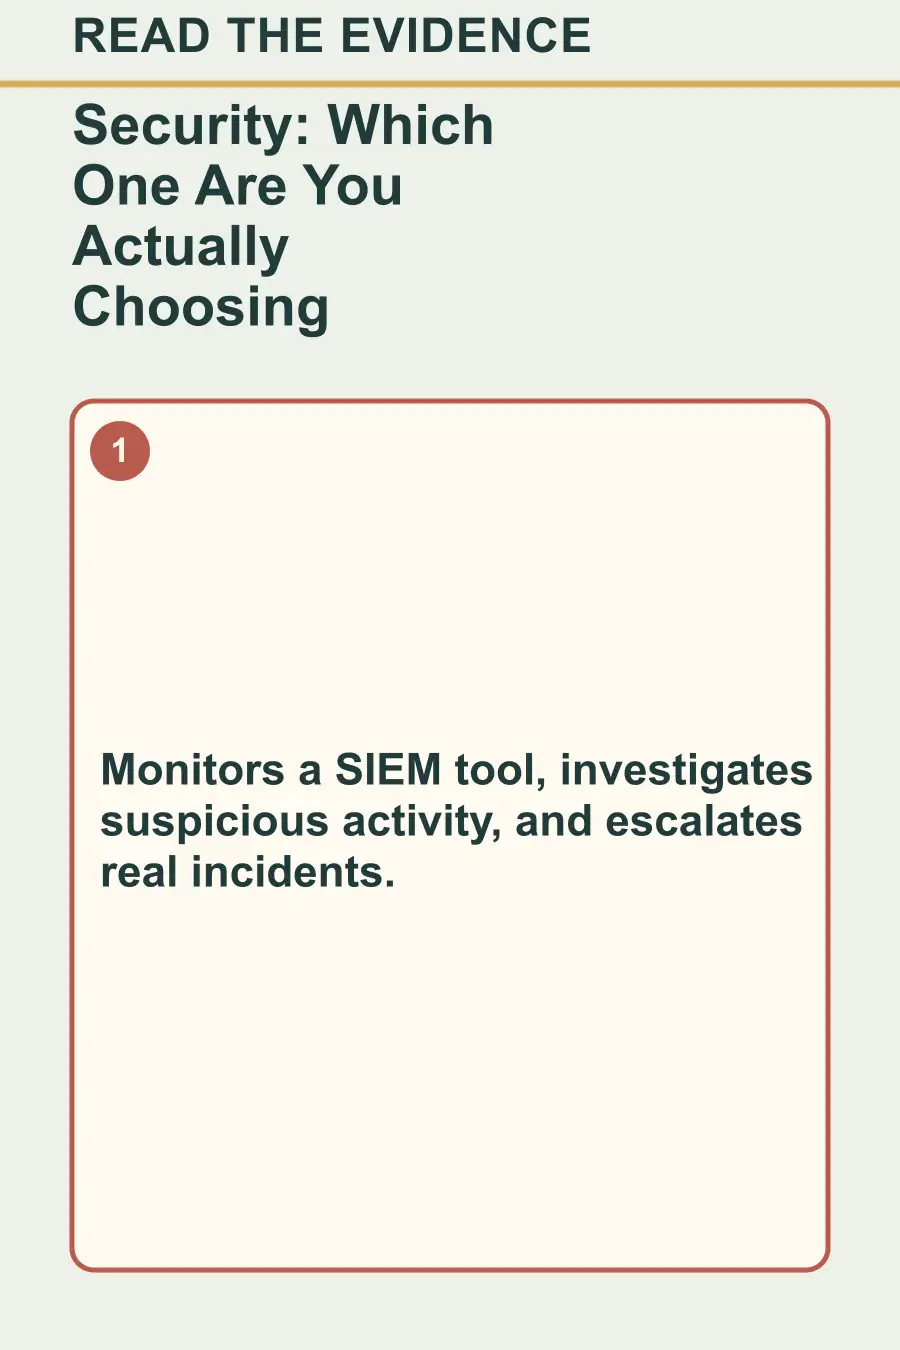 READ THE EVIDENCE
Security: Which
One Are You
Actually
Choosing
1
Monitors a SIEM tool, investigates
suspicious activity, and escalates
real incidents.